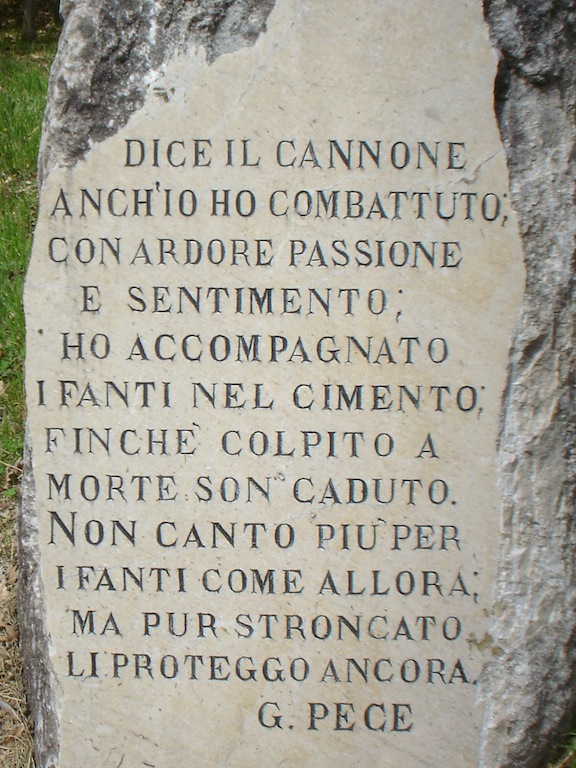 DICE IL CANNONE
ANCH'IO HO COMBATTUTO;
CON ARDORE PASSIONE
E SENTIMENTO;
HO ACCOMPAGNATO
I FANTI NEL CIMENTO;
FINCHÈ COLPITO A
MORTE SON CADUTO.
NON CANTO PIÙ PER
I FANTI COME ALLORA;
MA PUR STRONCATO
LI PROTEGGO ANCORA.
G. PECE